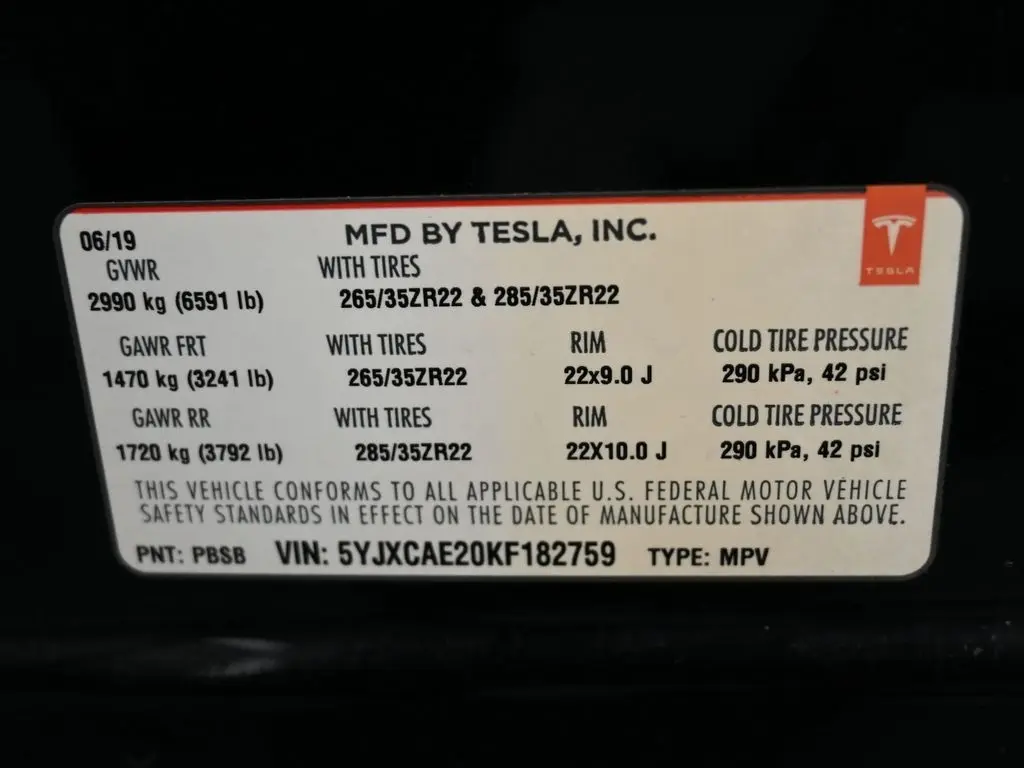 06/19 MFD BY TESLA, INC.
TESLA
GVWR WITH TIRES
2990 kg (6591 lb) 265/35ZR22 & 285/35ZR22
GAWR FRT WITH TIRES RIM COLD TIRE PRESSURE
1470 kg (3241 lb) 265/35ZR22 22x9.0 J 290 kPa, 42 psi
GAWR RR WITH TIRES RIM COLD TIRE PRESSURE
1720 kg (3792 lb) 285/35ZR22 22X10.0 J 290 kPa, 42 psi
THIS VEHICLE CONFORMS TO ALL APPLICABLE U.S. FEDERAL MOTOR VEHICLE
SAFETY STANDARDS IN EFFECT ON THE DATE OF MANUFACTURE SHOWN ABOVE.
PNT: PBSB VIN: 5YJXCAE20KF182759 TYPE: MPV